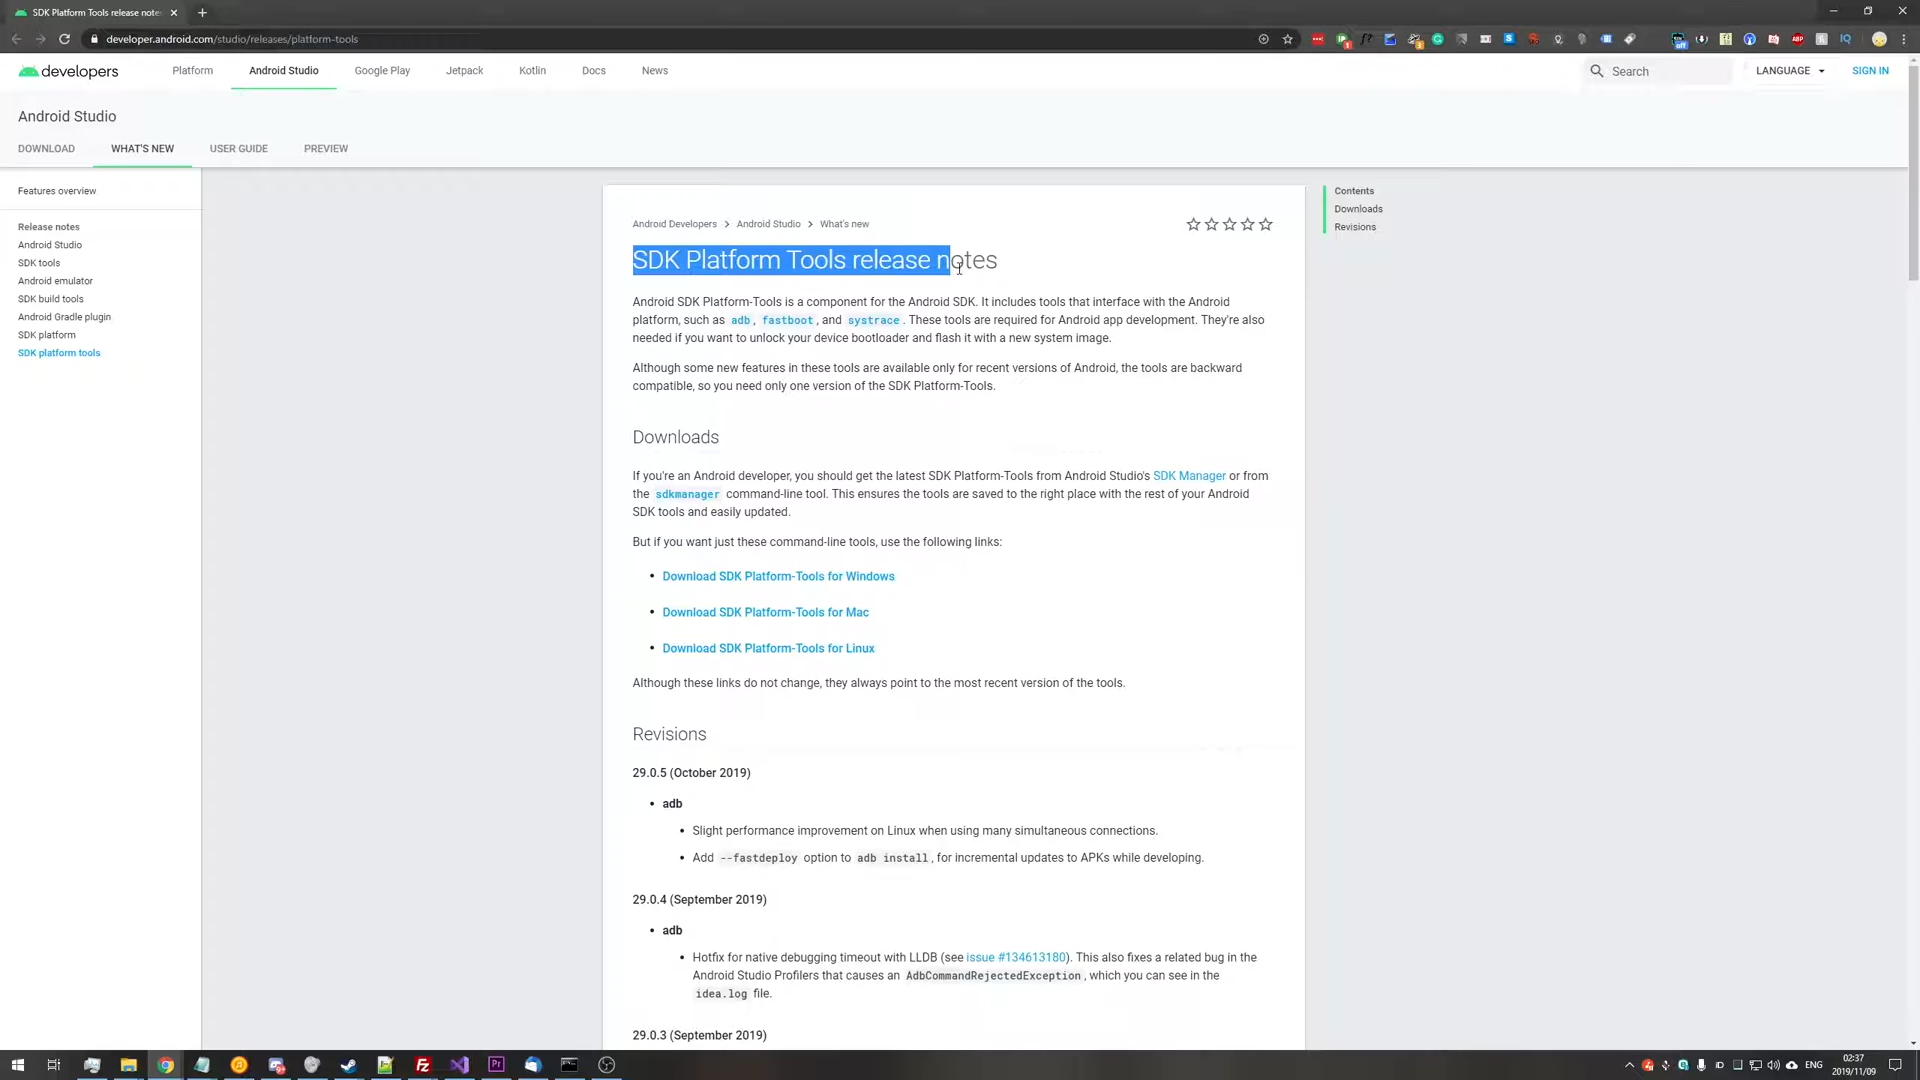 SDK Platform Tools release note
developer.android.com/studio/releases/platform-tools
developers
Platform
Android Studio
Google Play
Jetpack
Kotlin
Docs
News
Search
LANGUAGE
SIGN IN
Android Studio
DOWNLOAD
WHAT'S NEW
USER GUIDE
PREVIEW
Features overview
Release notes
Android Studio
SDK tools
Android emulator
SDK build tools
Android Gradle plugin
SDK platform
SDK platform tools
Android Developers > Android Studio > What's new
SDK Platform Tools release notes
Android SDK Platform-Tools is a component for the Android SDK. It includes tools that interface with the Android
platform, such as adb, fastboot, and systrace. These tools are required for Android app development. They're also
needed if you want to unlock your device bootloader and flash it with a new system image.
Although some new features in these tools are available only for recent versions of Android, the tools are backward
compatible, so you need only one version of the SDK Platform-Tools.
Downloads
If you're an Android developer, you should get the latest SDK Platform-Tools from Android Studio's SDK Manager or from
the sdkmanager command-line tool. This ensures the tools are saved to the right place with the rest of your Android
SDK tools and easily updated.
But if you want just these command-line tools, use the following links:
• Download SDK Platform-Tools for Windows
• Download SDK Platform-Tools for Mac
• Download SDK Platform-Tools for Linux
Although these links do not change, they always point to the most recent version of the tools.
Revisions
29.0.5 (October 2019)
• adb
• Slight performance improvement on Linux when using many simultaneous connections.
• Add --fastdeploy option to adb install, for incremental updates to APKs while developing.
29.0.4 (September 2019)
• adb
• Hotfix for native debugging timeout with LLDB (see issue #134613180). This also fixes a related bug in the
Android Studio Profilers that causes an AdbCommandRejectedException, which you can see in the
idea.log file.
29.0.3 (September 2019)
Contents
Downloads
Revisions
ENG
02:37
2019/11/09